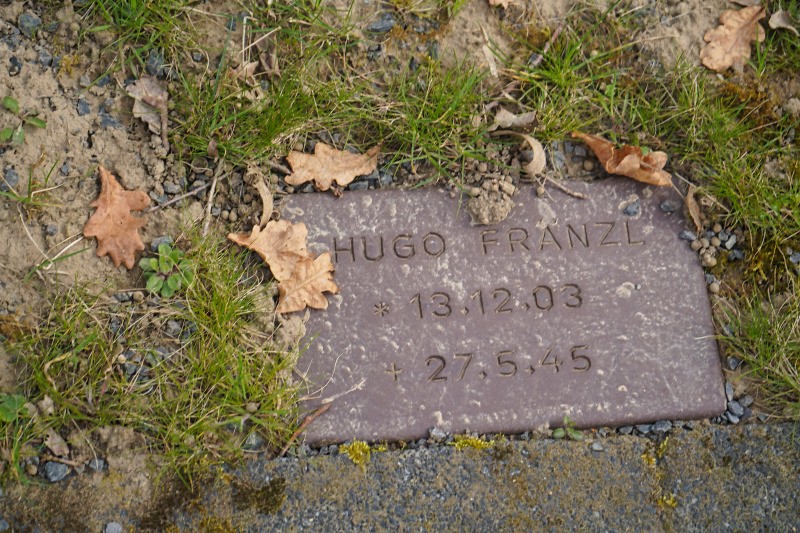 HUGO FRANZL
* 13.12.03
+ 27.5.45